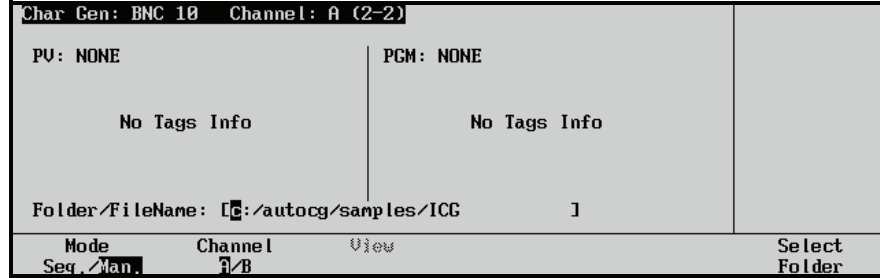 Char Gen: BNC 10 Channel: A (2-2)
PV: NONE PGM: NONE
No Tags Info No Tags Info
Folder/FileName: [c:/autocg/samples/ICG ]
Mode Channel View Select
Seq./Man. A/B Folder